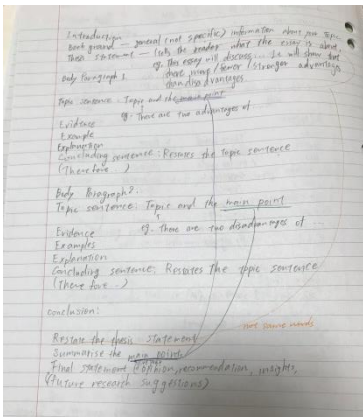 Introduction
Background – general (not specific) information about your topic
Thesis statement – (tells the reader what the essay is about,
eg. This essay will discuss... It will show that
there many/fewer/stronger advantages
than disadvantages
Body Paragraph 1
Topic sentence: Topic and the main point
eg: There are two advantages of
Evidence
Example
Explanation
Concluding sentence: Restates the topic sentence
(Therefore ..)
Body Paragraph 2:
Topic sentence: Topic and the main point
eg. There are two disadvantages of ...
Evidence
Examples
Explanation
Concluding sentence: Restates the topic sentence
(Therefore ..)
conclusion:
not same words
Restate the thesis statement
Summarise the main points
Final statement (opinion, recommendation, insights,
(future research suggestions)